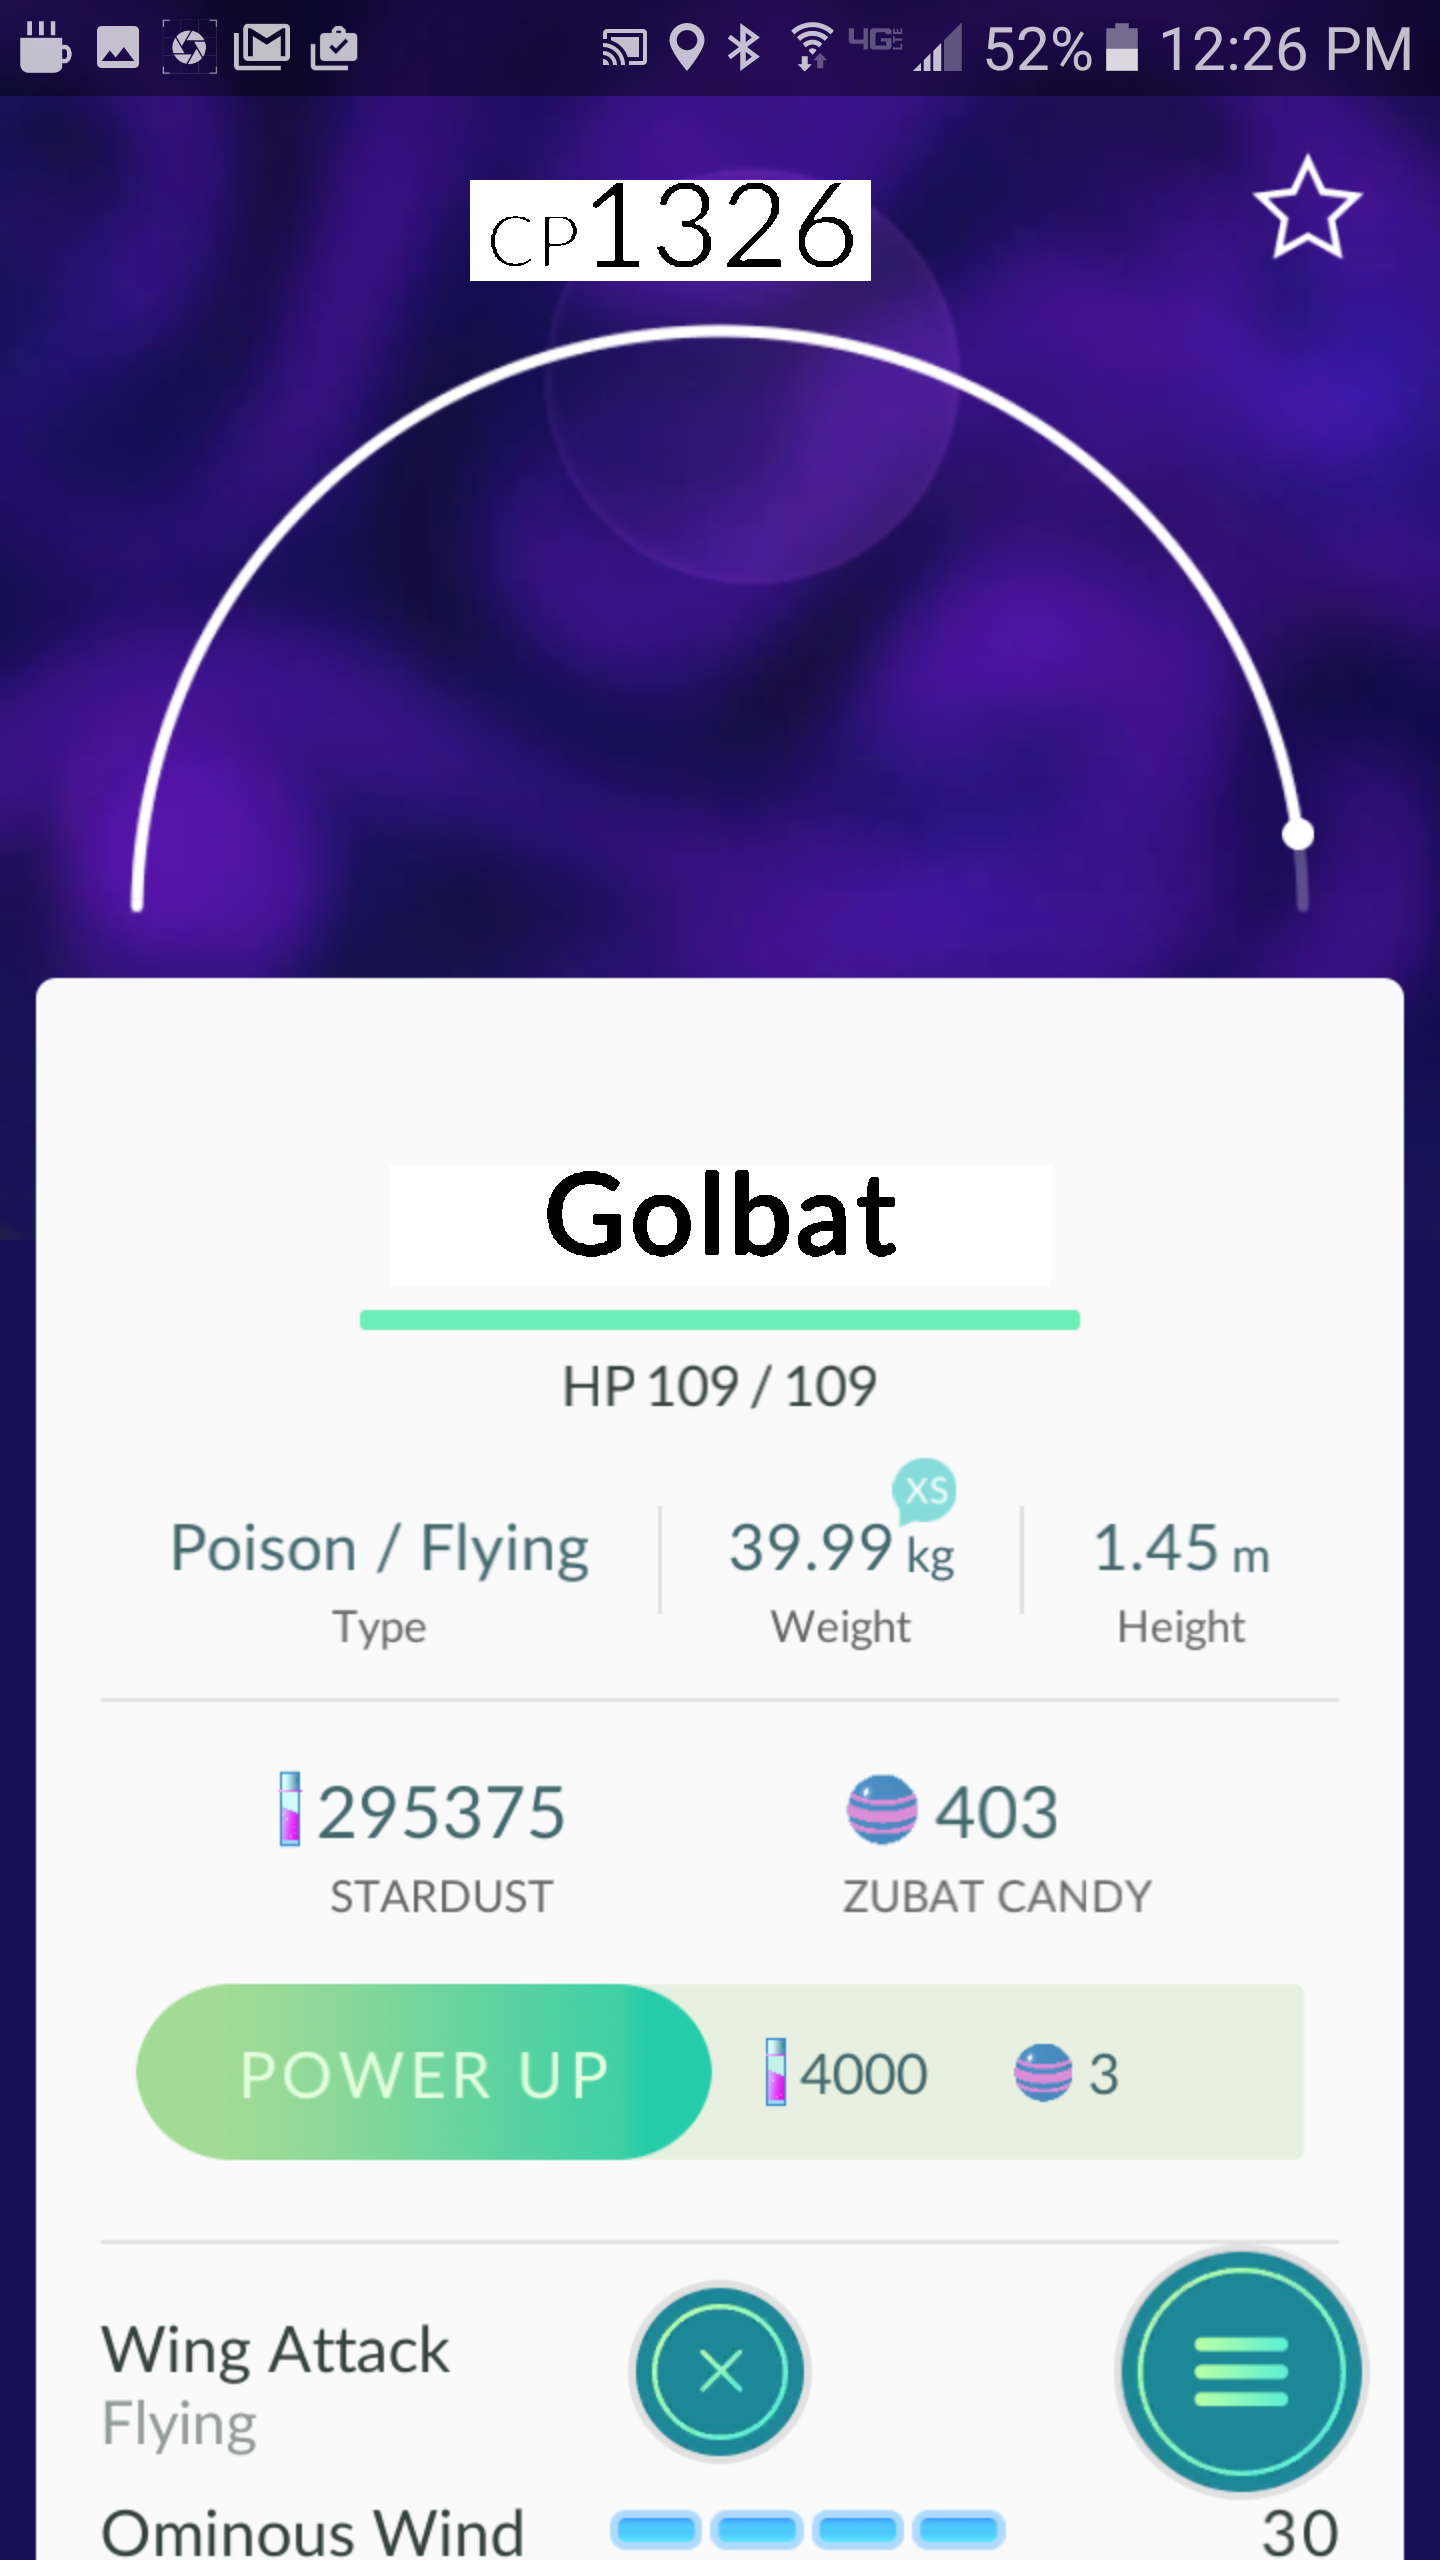 4G LTE 52% 12:26 PM
CP1326
Golbat
HP 109 / 109
XS
Poison / Flying 39.99 kg 1.45 m
Type Weight Height
295375 403
STARDUST ZUBAT CANDY
POWER UP 4000 3
Wing Attack
Flying
Ominous Wind 30